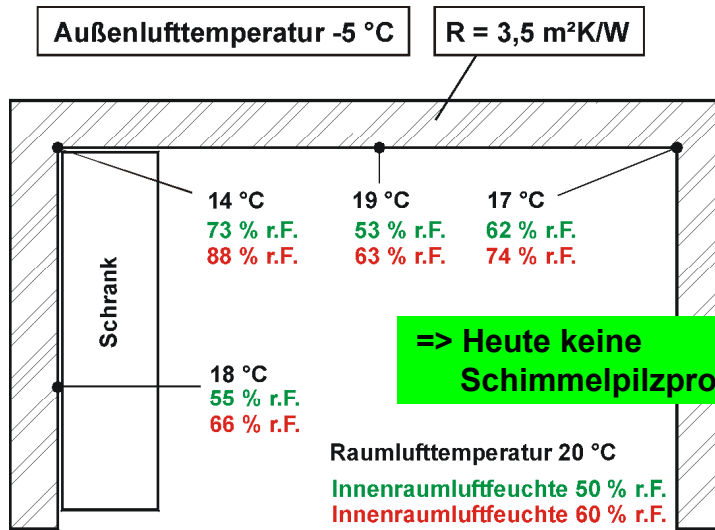 Außenlufttemperatur -5 °C
R = 3,5 m²K/W
14 °C
73 % r.F.
88 % r.F.
19 °C
53 % r.F.
63 % r.F.
17 °C
62 % r.F.
74 % r.F.
Schrank
=> Heute keine
Schimmelpilzpro
18 °C
55 % r.F.
66 % r.F.
Raumlufttemperatur 20 °C
Innenraumluftfeuchte 50 % r.F.
Innenraumluftfeuchte 60 % r.F.